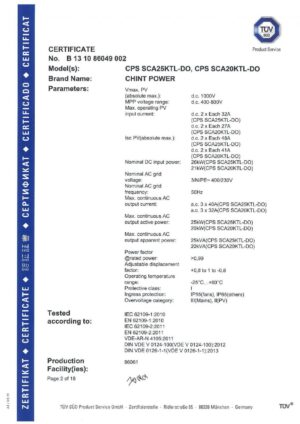 TÜV
SÜD
Product Service
CERTIFICATE
No. B 13 10 86049 002
Model(s): CPS SCA25KTL-DO, CPS SCA20KTL-DO
Brand Name: CHINT POWER
Parameters:
Vmax. PV
(absolute max.): d.c. 1000V
MPP voltage range: d.c. 400-800V
Max. operating PV
input current: d.c. 2 x Each 32A
(CPS SCA25KTL-DO)
d.c. 2 x Each 27A
(CPS SCA20KTL-DO)
Isc PV(absolute max.): d.c. 2 x Each 48A
(CPS SCA25KTL-DO)
d.c. 2 x Each 41A
(CPS SCA20KTL-DO)
Nominal DC input power: 26kW(CPS SCA25KTL-DO)
21kW(CPS SCA20KTL-DO)
Nominal AC grid
voltage: 3N/PE~ 400/230V
Nominal AC grid
frequency: 50Hz
Max. continuous AC
output current: a.c. 3 x 40A(CPS SCA25KTL-DO)
a.c. 3 x 32A(CPS SCA20KTL-DO)
Max. continuous AC
output active power: 25kW(CPS SCA25KTL-DO)
20kW(CPS SCA20KTL-DO)
Max. continuous AC
output apparent power: 25kVA(CPS SCA25KTL-DO)
20kVA(CPS SCA20KTL-DO)
Power factor
@rated power: >0,99
Adjustable displacement
factor: +0,8 to 1 to -0,8
Operating temperature
range: -25°C, +60°C
Protective class: I
Ingress protection: IP65(fans), IP65(others)
Overvoltage category: II(Mains), II(PV)
Tested
according to:
IEC 62109-1:2010
EN 62109-1:2010
IEC 62109-2:2011
EN 62109-2:2011
VDE-AR-N 4105:2011
DIN VDE V 0124-100 (VDE V 0124-100):2012
DIN VDE 0126-1-1(VDE V 0126-1-1):2013
Production
Facility(ies): 86061
Page 2 of 18
TÜV SÜD Product Service GmbH · Zertifizierstelle · Ridlerstraße 65 · 80339 München · Germany
TÜV®
ZERTIFIKAT ◆ CERTIFICATE ◆ 認証證書 ◆ СЕРТИФИКАТ ◆ CERTIFICADO ◆ CERTIFICAT